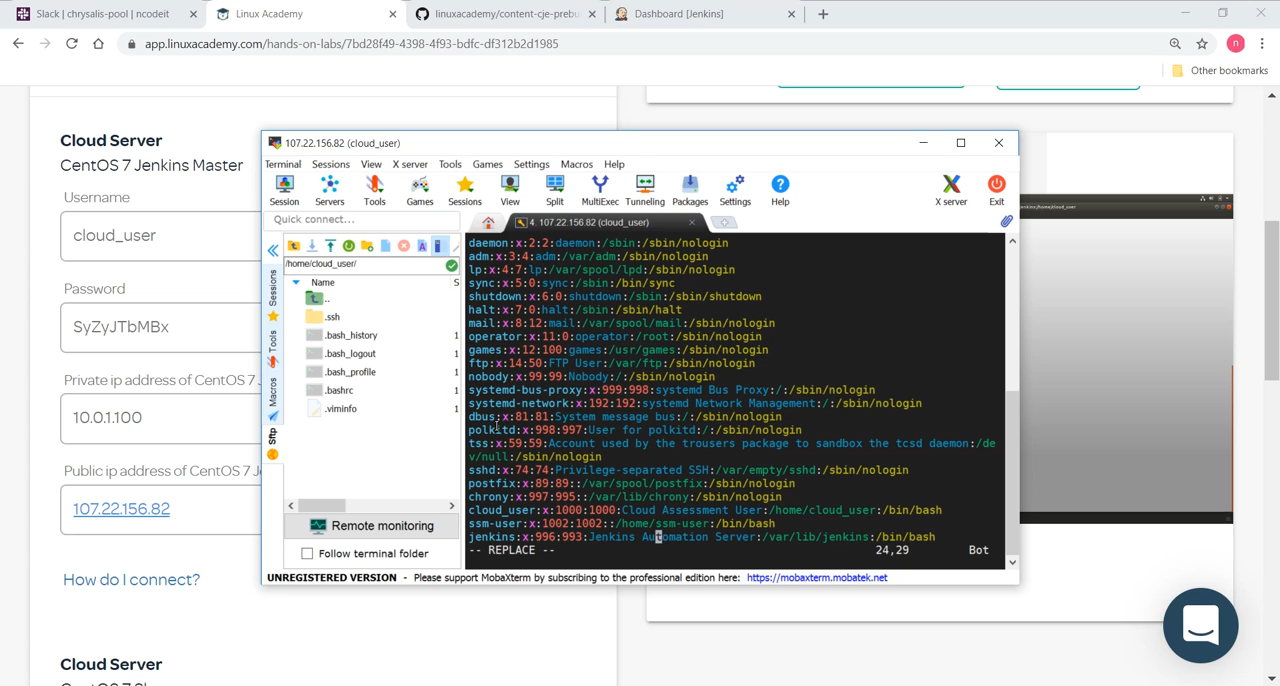 Slack | chrysalis-pool | ncodeit
Linux Academy
linuxacademy/content-cje-prebu
Dashboard [Jenkins]
app.linuxacademy.com/hands-on-labs/7bd28f49-4398-4f93-bdfc-df312b2d1985
n
Other bookmarks
Cloud Server
CentOS 7 Jenkins Master
Username
cloud_user
Password
SyZyJTbMBx
Private ip address of CentOS 7
10.0.1.100
Public ip address of CentOS 7 J
107.22.156.82
How do I connect?
Cloud Server
107.22.156.82 (cloud_user)
Terminal Sessions View X server Tools Games Settings Macros Help
Session Servers Tools Games Sessions View Split MultiExec Tunneling Packages Settings Help X server Exit
Quick connect...
4. 107.22.156.82 (cloud_user)
/home/cloud_user/
Name S
..
.ssh
.bash_history 1
.bash_logout 1
.bash_profile 1
.bashrc 1
.viminfo 1
Sessions
Tools
Macros
Sftp
Remote monitoring
Follow terminal folder
daemon:x:2:2:daemon:/sbin:/sbin/nologin
adm:x:3:4:adm:/var/adm:/sbin/nologin
lp:x:4:7:lp:/var/spool/lpd:/sbin/nologin
sync:x:5:0:sync:/sbin:/bin/sync
shutdown:x:6:0:shutdown:/sbin:/sbin/shutdown
halt:x:7:0:halt:/sbin:/sbin/halt
mail:x:8:12:mail:/var/spool/mail:/sbin/nologin
operator:x:11:0:operator:/root:/sbin/nologin
games:x:12:100:games:/usr/games:/sbin/nologin
ftp:x:14:50:FTP User:/var/ftp:/sbin/nologin
nobody:x:99:99:Nobody:/:/sbin/nologin
systemd-bus-proxy:x:999:998:systemd Bus Proxy:/:/sbin/nologin
systemd-network:x:192:192:systemd Network Management:/:/sbin/nologin
dbus:x:81:81:System message bus:/:/sbin/nologin
polkitd:x:998:997:User for polkitd:/:/sbin/nologin
tss:x:59:59:Account used by the trousers package to sandbox the tcsd daemon:/de
v/null:/sbin/nologin
sshd:x:74:74:Privilege-separated SSH:/var/empty/sshd:/sbin/nologin
postfix:x:89:89::/var/spool/postfix:/sbin/nologin
chrony:x:997:995::/var/lib/chrony:/sbin/nologin
cloud_user:x:1000:1000:Cloud Assessment User:/home/cloud_user:/bin/bash
ssm-user:x:1002:1002::/home/ssm-user:/bin/bash
jenkins:x:996:993:Jenkins Automation Server:/var/lib/jenkins:/bin/bash
-- REPLACE -- 24,29 Bot
UNREGISTERED VERSION - Please support MobaXterm by subscribing to the professional edition here: https://mobaxterm.mobatek.net